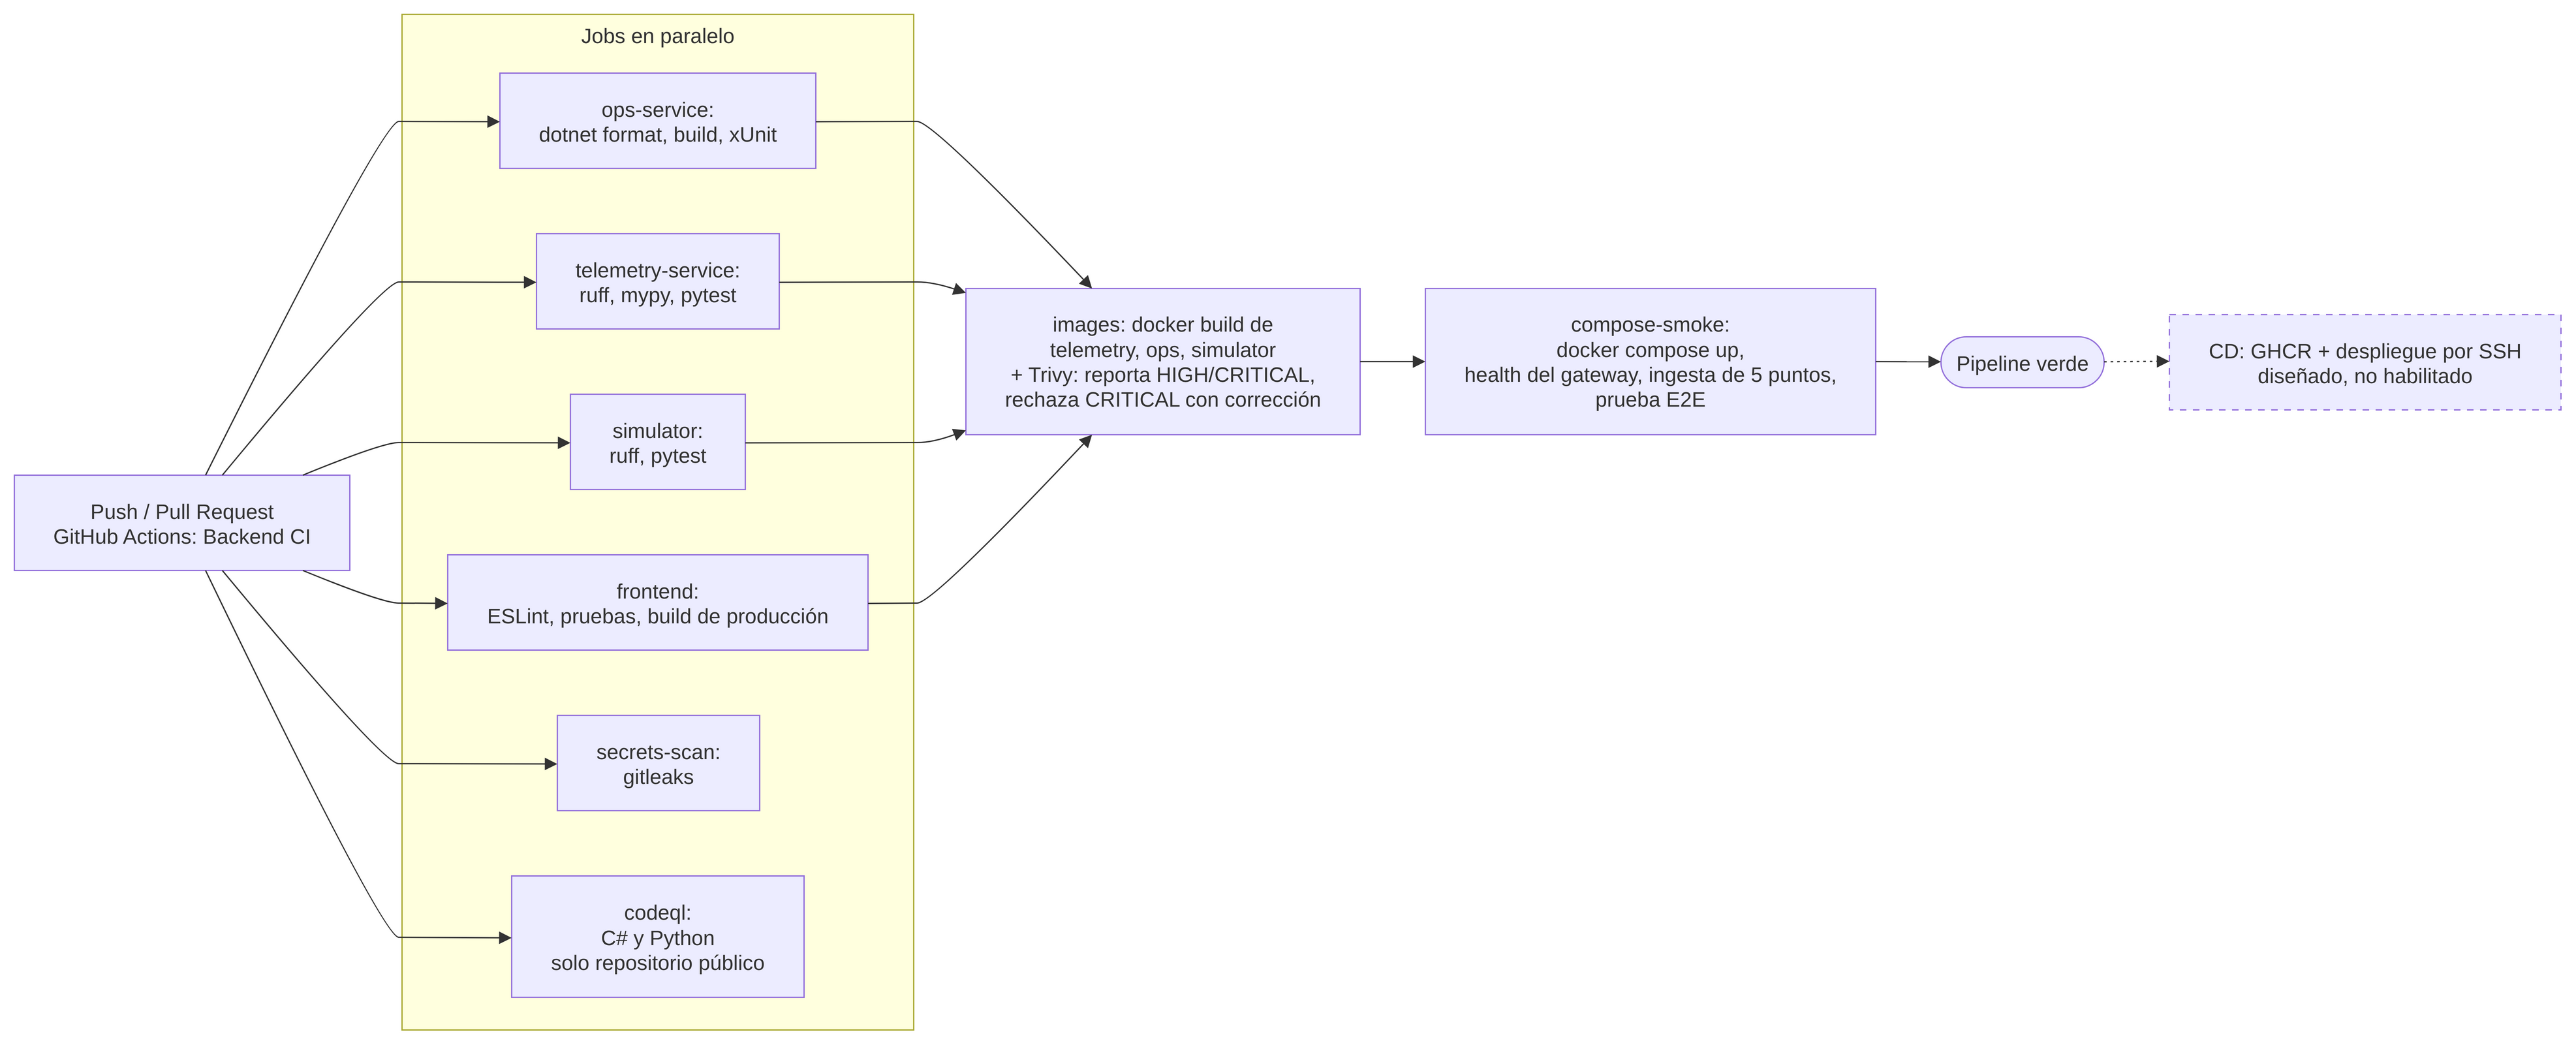 Jobs en paralelo
ops-service:
dotnet format, build, xUnit
telemetry-service:
ruff, mypy, pytest
simulator:
ruff, pytest
Push / Pull Request
GitHub Actions: Backend CI
frontend:
ESLint, pruebas, build de producción
secrets-scan:
gitleaks
codeql:
C# y Python
solo repositorio público
images: docker build de
telemetry, ops, simulator
+ Trivy: reporta HIGH/CRITICAL,
rechaza CRITICAL con corrección
compose-smoke:
docker compose up,
health del gateway, ingesta de 5 puntos,
prueba E2E
Pipeline verde
CD: GHCR + despliegue por SSH
diseñado, no habilitado